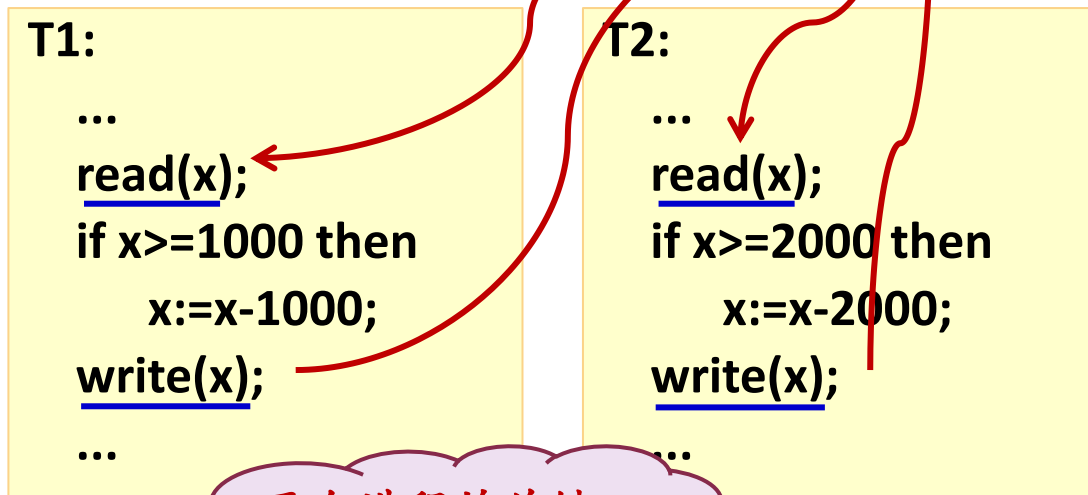 T1:
...
read(x);
if x>=1000 then
x:=x-1000;
write(x);
...
T2:
...
read(x);
if x>=2000 then
x:=x-2000;
write(x);
...